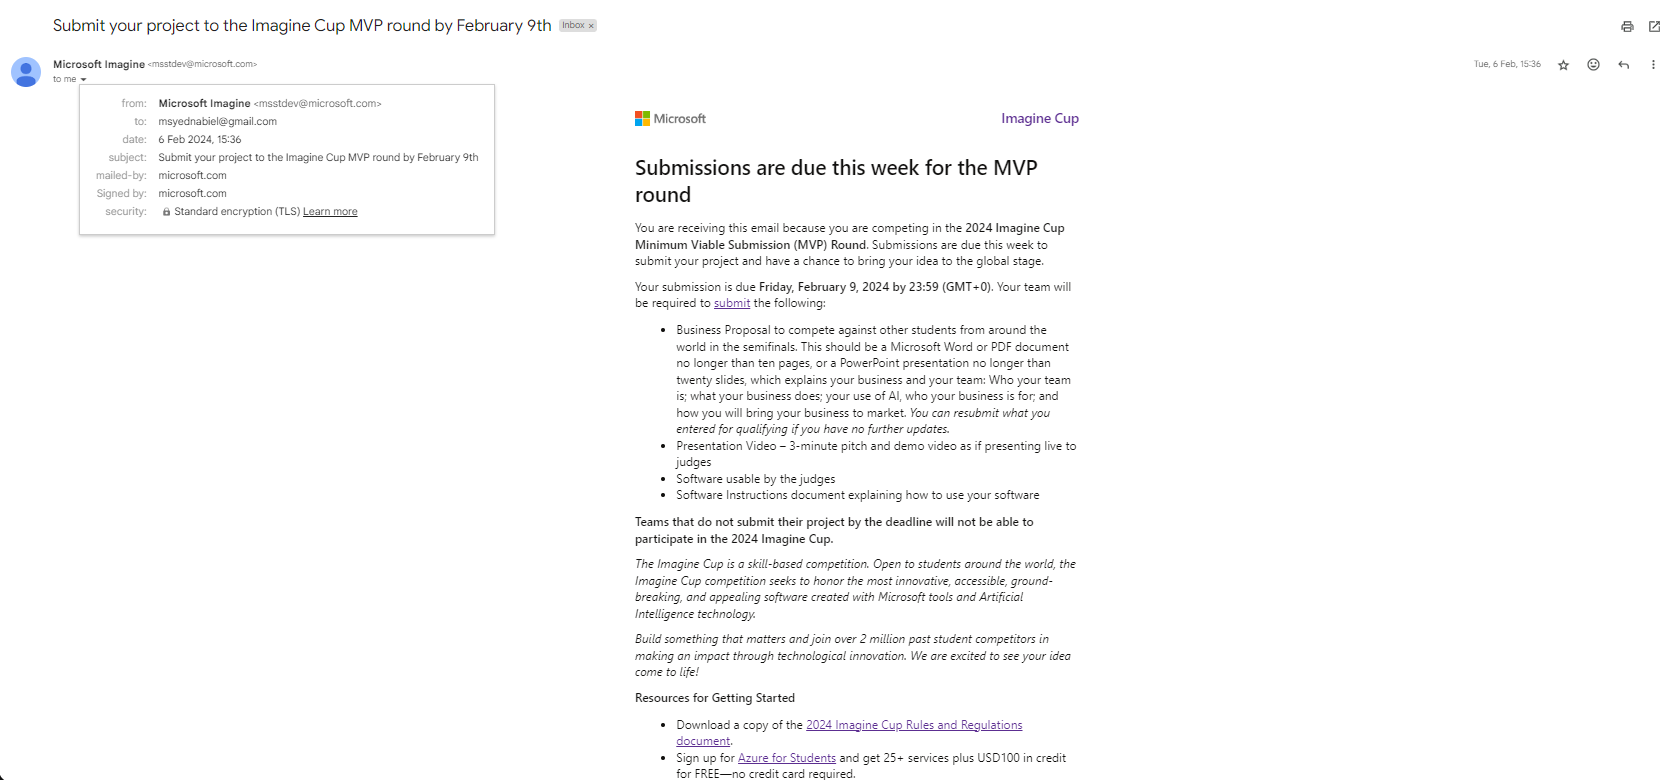 Submit your project to the Imagine Cup MVP round by February 9th Inbox ×
Microsoft Imagine <msstdev@microsoft.com>
Tue, 6 Feb, 15:36
to me
from: Microsoft Imagine <msstdev@microsoft.com>
to: msyednabiel@gmail.com
date: 6 Feb 2024, 15:36
subject: Submit your project to the Imagine Cup MVP round by February 9th
mailed-by: microsoft.com
Signed by: microsoft.com
security: Standard encryption (TLS) Learn more
Microsoft Imagine Cup
Submissions are due this week for the MVP
round
You are receiving this email because you are competing in the 2024 Imagine Cup
Minimum Viable Submission (MVP) Round. Submissions are due this week to
submit your project and have a chance to bring your idea to the global stage.
Your submission is due Friday, February 9, 2024 by 23:59 (GMT+0). Your team will
be required to submit the following:
• Business Proposal to compete against other students from around the
world in the semifinals. This should be a Microsoft Word or PDF document
no longer than ten pages, or a PowerPoint presentation no longer than
twenty slides, which explains your business and your team: Who your team
is; what your business does; your use of AI, who your business is for; and
how you will bring your business to market. You can resubmit what you
entered for qualifying if you have no further updates.
• Presentation Video – 3-minute pitch and demo video as if presenting live to
judges
• Software usable by the judges
• Software Instructions document explaining how to use your software
Teams that do not submit their project by the deadline will not be able to
participate in the 2024 Imagine Cup.
The Imagine Cup is a skill-based competition. Open to students around the world, the
Imagine Cup competition seeks to honor the most innovative, accessible, ground-
breaking, and appealing software created with Microsoft tools and Artificial
Intelligence technology.
Build something that matters and join over 2 million past student competitors in
making an impact through technological innovation. We are excited to see your idea
come to life!
Resources for Getting Started
• Download a copy of the 2024 Imagine Cup Rules and Regulations
document.
• Sign up for Azure for Students and get 25+ services plus USD100 in credit
for FREE—no credit card required.